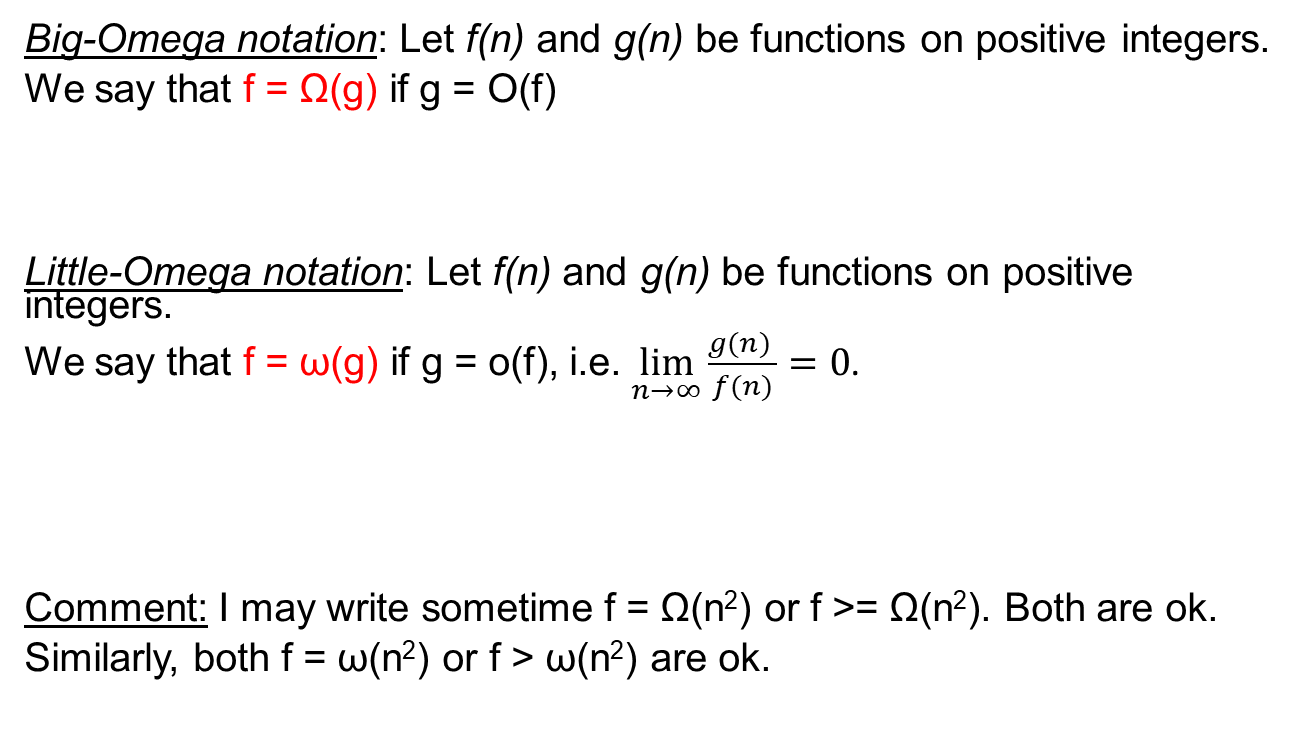 Big-Omega notation: Let f(n) and g(n) be functions on positive integers.
We say that f = Ω(g) if g = O(f)
Little-Omega notation: Let f(n) and g(n) be functions on positive
integers.
We say that f = ω(g) if g = o(f), i.e. lim n→∞ g(n)/f(n) = 0.
Comment: I may write sometime f = Ω(n²) or f >= Ω(n²). Both are ok.
Similarly, both f = ω(n²) or f > ω(n²) are ok.